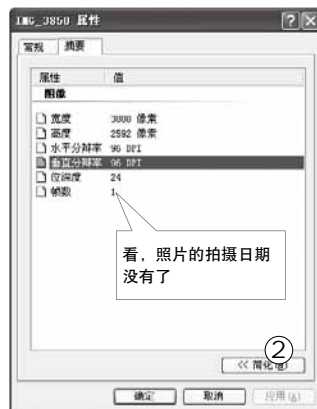 IMG_3850 属性
常规 摘要
属性 值
图像
宽度 3888 像素
高度 2592 像素
水平分辨率 96 DPI
垂直分辨率 96 DPI
位深度 24
帧数 1
看，照片的拍摄日期
没有了
②
<< 简化
确定 取消 应用(A)